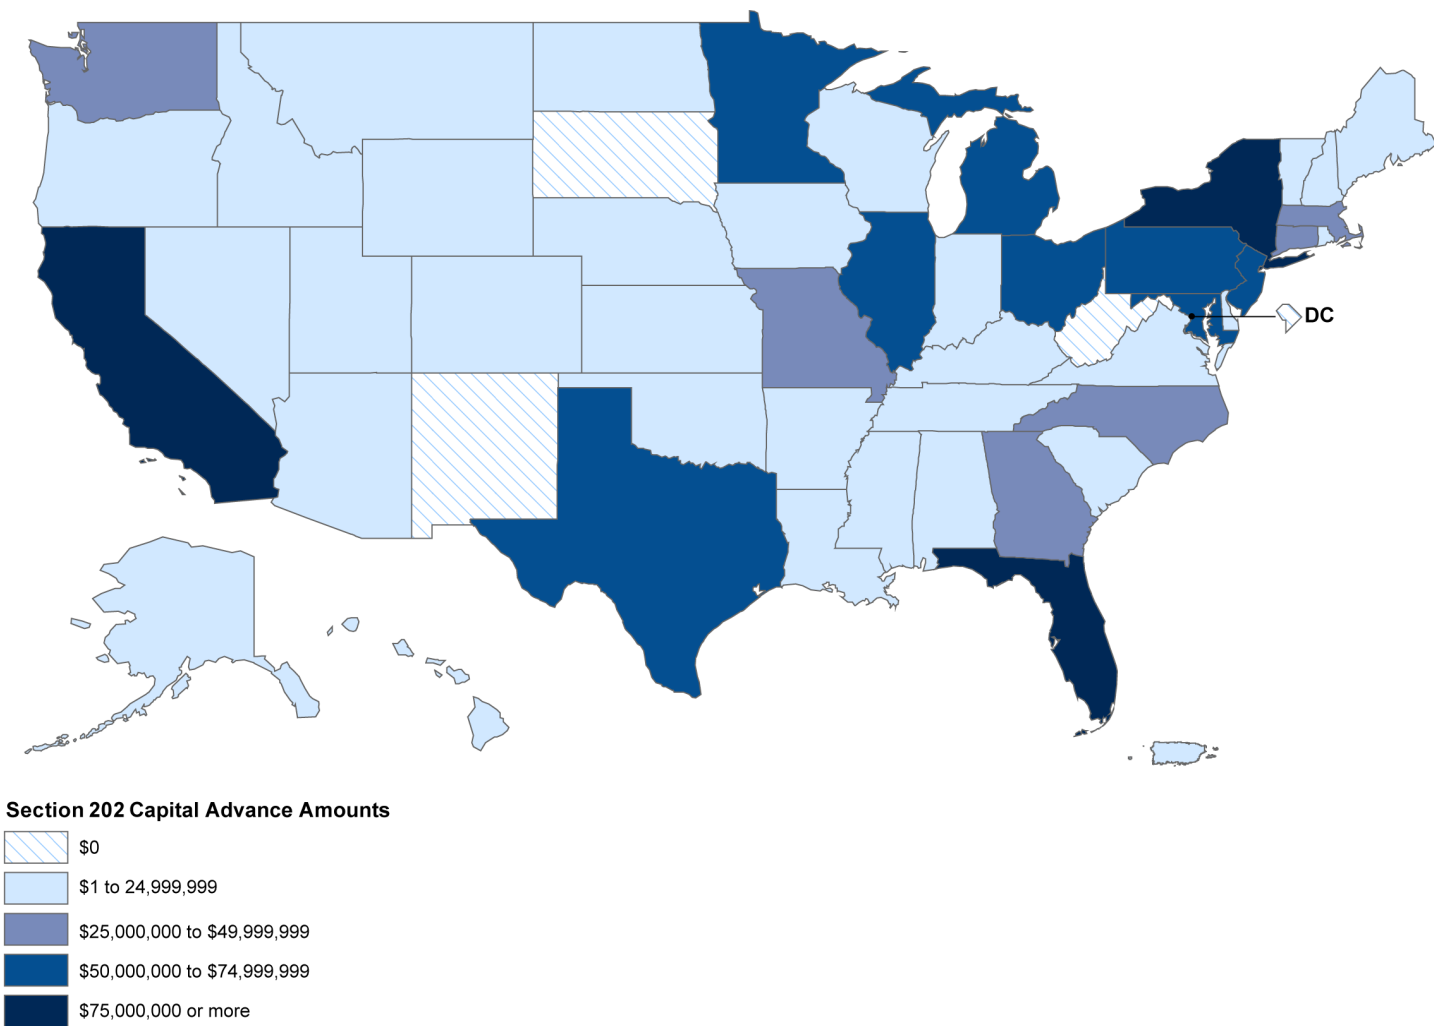 DC
Section 202 Capital Advance Amounts
$0
$1 to 24,999,999
$25,000,000 to $49,999,999
$50,000,000 to $74,999,999
$75,000,000 or more